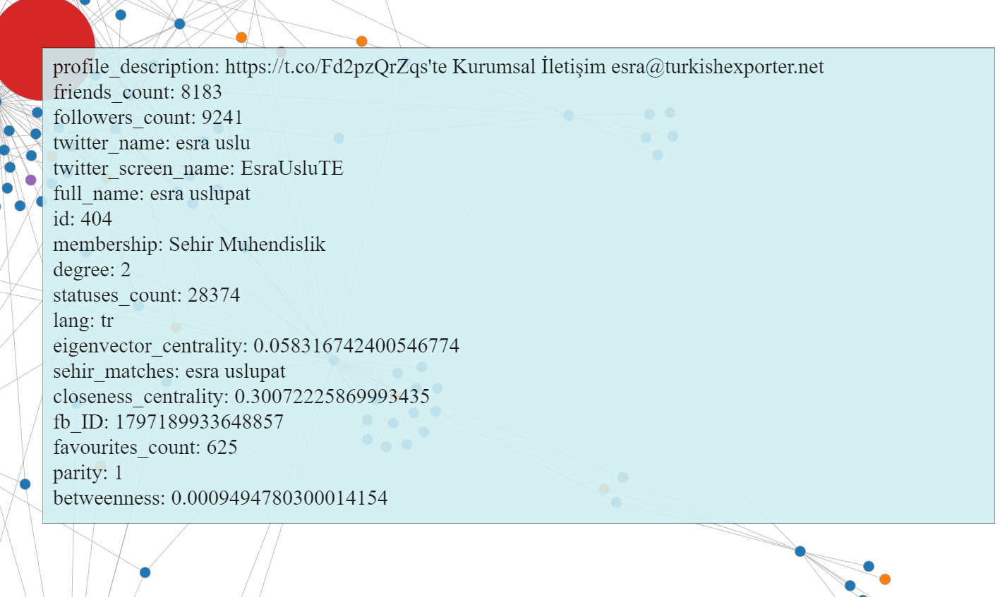 profile_description: https://t.co/Fd2pzQrZqs'te Kurumsal İletişim esra@turkishexporter.net
friends_count: 8183
followers_count: 9241
twitter_name: esra uslu
twitter_screen_name: EsraUsluTE
full_name: esra uslupat
id: 404
membership: Sehir Muhendislik
degree: 2
statuses_count: 28374
lang: tr
eigenvector_centrality: 0.058316742400546774
sehir_matches: esra uslupat
closeness_centrality: 0.30072225869993435
fb_ID: 1797189933648857
favourites_count: 625
parity: 1
betweenness: 0.0009494780300014154